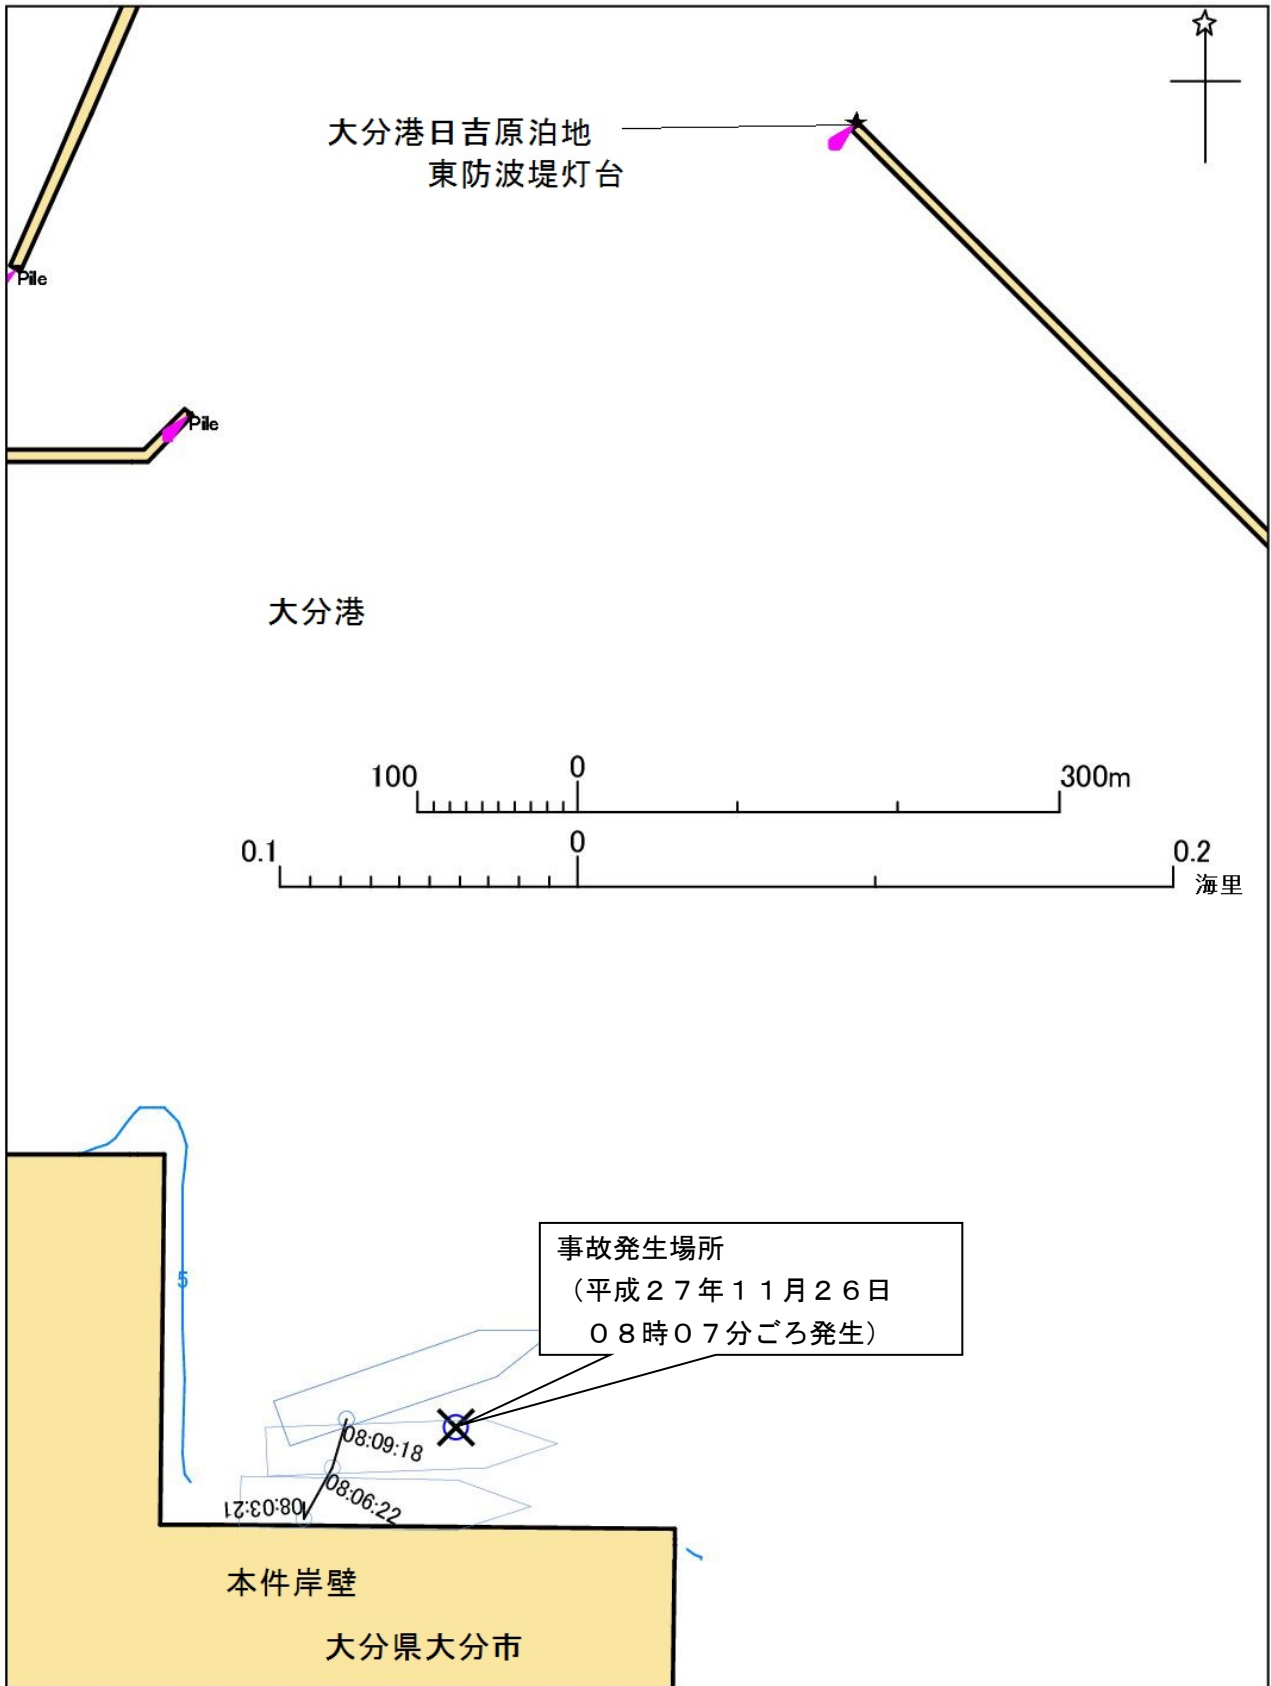 大分港日吉原泊地
東防波堤灯台
Pile
Pile
大分港
100 0 300m
0.1 0 0.2
海里
5
事故発生場所
（平成２７年１１月２６日
０８時０７分ごろ発生）
08:09:18
08:06:22
08:03:21
本件岸壁
大分県大分市